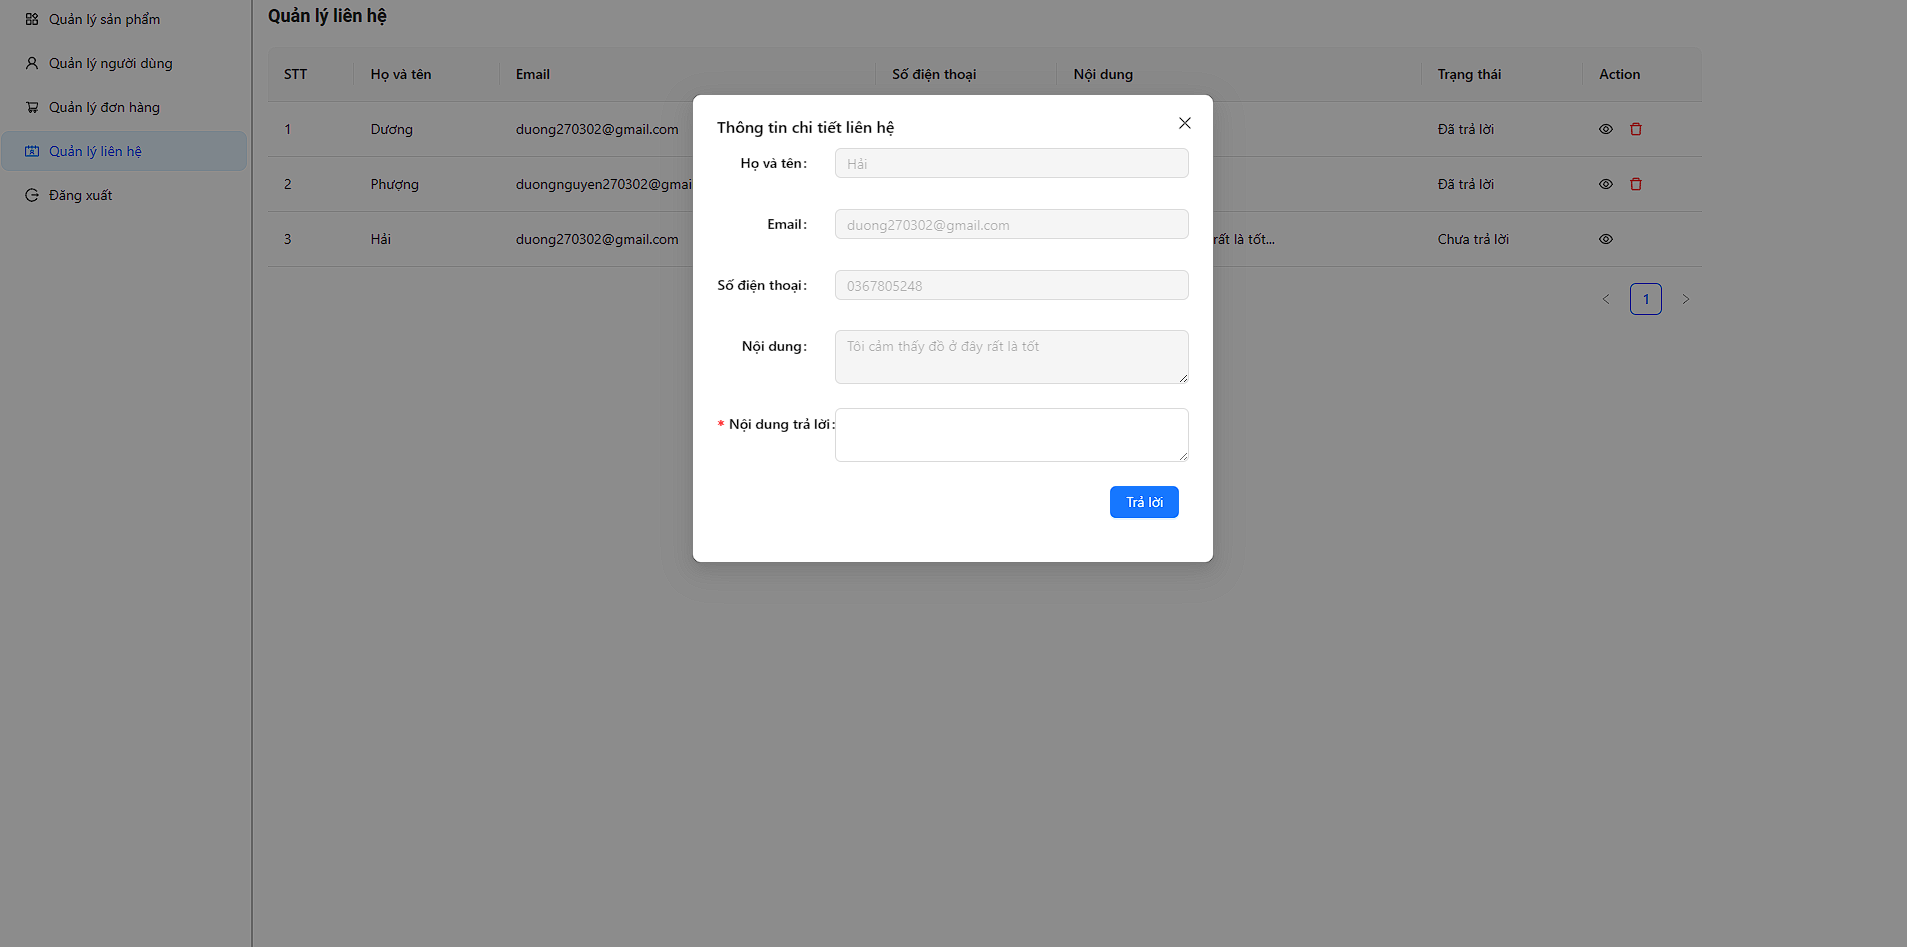 Quản lý sản phẩm
Quản lý người dùng
Quản lý đơn hàng
Quản lý liên hệ
Đăng xuất
Quản lý liên hệ
STT Họ và tên Email Số điện thoại Nội dung Trạng thái Action
1 Dương duong270302@gmail.com Đã trả lời
2 Phượng duongnguyen270302@gmai Đã trả lời
3 Hải duong270302@gmail.com rất là tốt... Chưa trả lời
1
Thông tin chi tiết liên hệ
Họ và tên: Hải
Email: duong270302@gmail.com
Số điện thoại: 0367805248
Nội dung: Tôi cảm thấy đồ ở đây rất là tốt
* Nội dung trả lời:
Trả lời